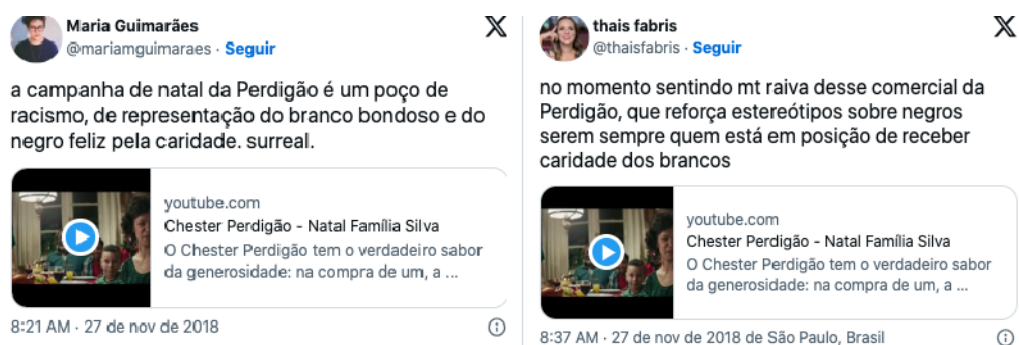 Maria Guimarães
@mariamguimaraes · Seguir
a campanha de natal da Perdigão é um poço de
racismo, de representação do branco bondoso e do
negro feliz pela caridade. surreal.
youtube.com
Chester Perdigão - Natal Família Silva
O Chester Perdigão tem o verdadeiro sabor
da generosidade: na compra de um, a ...
8:21 AM · 27 de nov de 2018
thais fabris
@thaisfabris · Seguir
no momento sentindo mt raiva desse comercial da
Perdigão, que reforça estereótipos sobre negros
serem sempre quem está em posição de receber
caridade dos brancos
youtube.com
Chester Perdigão - Natal Família Silva
O Chester Perdigão tem o verdadeiro sabor
da generosidade: na compra de um, a ...
8:37 AM · 27 de nov de 2018 de São Paulo, Brasil